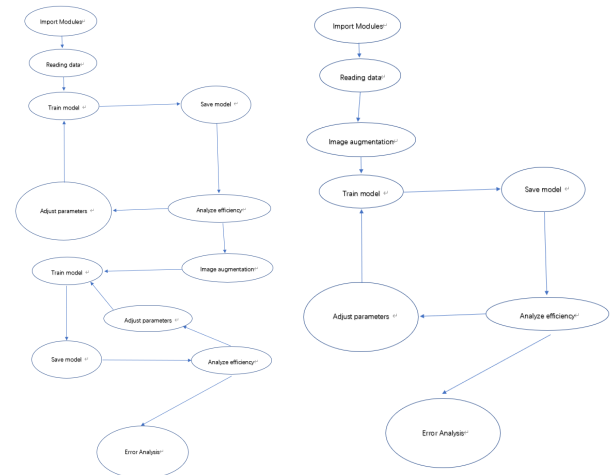 Import Modules
Reading data
Train model
Save model
Adjust parameters
Analyze efficiency
Image augmentation
Train model
Adjust parameters
Save model
Analyze efficiency
Error Analysis
Import Modules
Reading data
Image augmentation
Train model
Save model
Adjust parameters
Analyze efficiency
Error Analysis